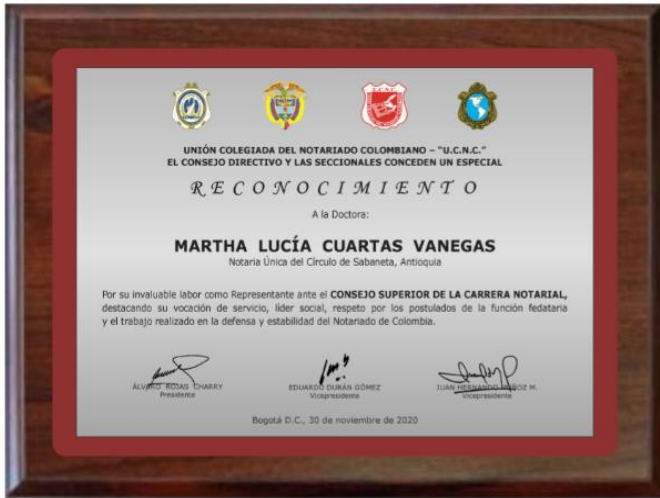 UNIÓN COLEGIADA DEL NOTARIADO COLOMBIANO – "U.C.N.C."
EL CONSEJO DIRECTIVO Y LAS SECCIONALES CONCEDEN UN ESPECIAL
RECONOCIMIENTO
A la Doctora:
MARTHA LUCÍA CUARTAS VANEGAS
Notaria Única del Círculo de Sabaneta, Antioquia
Por su invaluable labor como Representante ante el CONSEJO SUPERIOR DE LA CARRERA NOTARIAL,
destacando su vocación de servicio, líder social, respeto por los postulados de la función fedataria
y el trabajo realizado en la defensa y estabilidad del Notariado de Colombia.
ÁLVARO ROJAS CHARRY
Presidente
EDUARDO DURÁN GÓMEZ
Vicepresidente
JUAN HERNANDO MUÑOZ M.
Vicepresidente
Bogotá D.C., 30 de noviembre de 2020